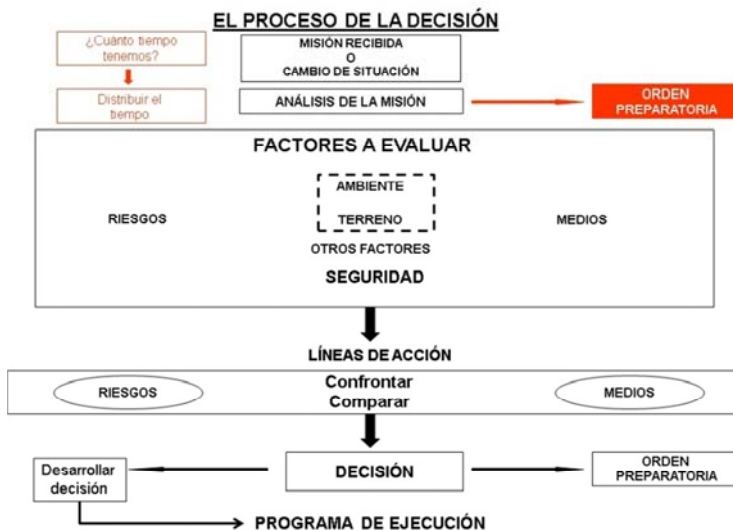 EL PROCESO DE LA DECISIÓN
¿Cuánto tiempo
tenemos?
MISIÓN RECIBIDA
O
CAMBIO DE SITUACIÓN
Distribuir el
tiempo
ANÁLISIS DE LA MISIÓN
ORDEN
PREPARATORIA
FACTORES A EVALUAR
AMBIENTE
RIESGOS
TERRENO
MEDIOS
OTROS FACTORES
SEGURIDAD
LÍNEAS DE ACCIÓN
RIESGOS
Confrontar
Comparar
MEDIOS
Desarrollar
decisión
DECISIÓN
ORDEN
PREPARATORIA
PROGRAMA DE EJECUCIÓN